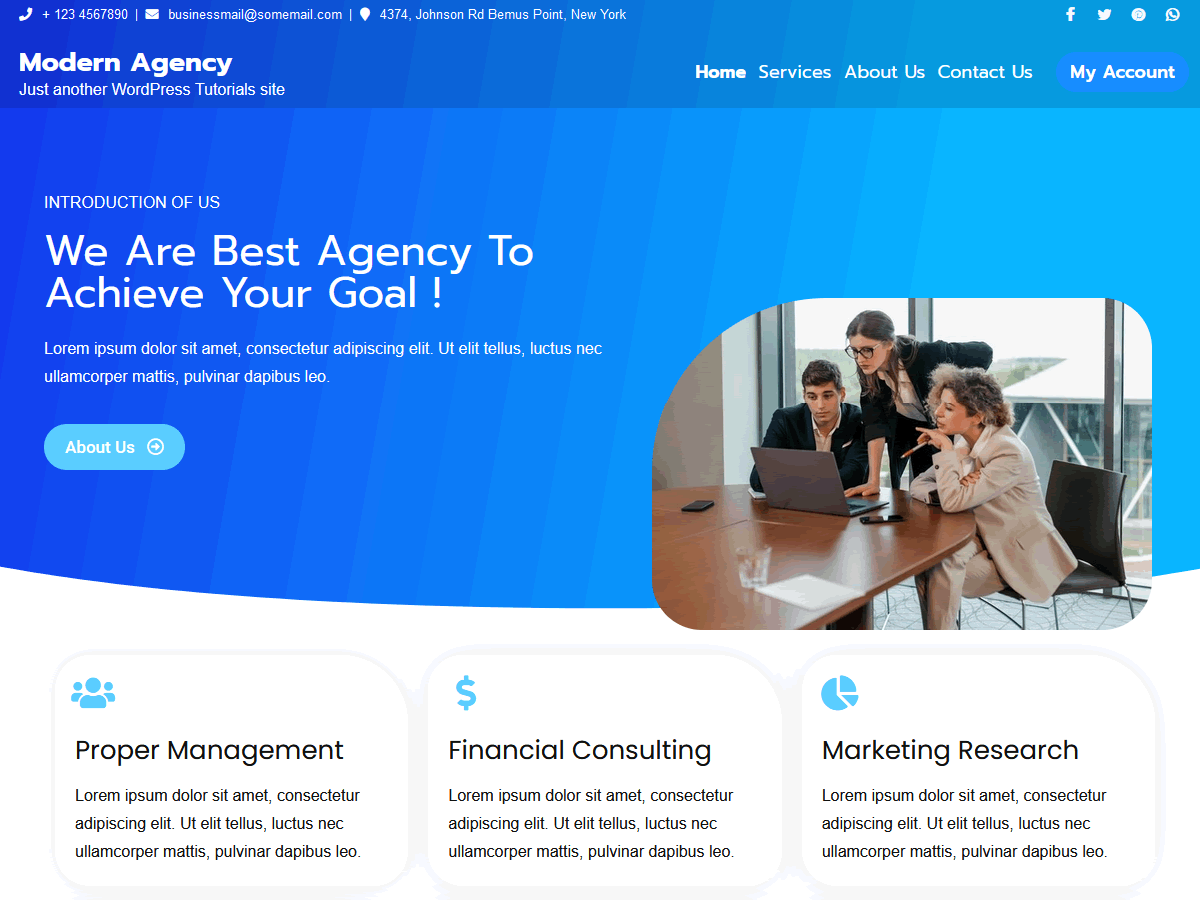 + 123 4567890 | businessmail@somemail.com | 4374, Johnson Rd Bemus Point, New York
Modern Agency
Just another WordPress Tutorials site
Home Services About Us Contact Us My Account
INTRODUCTION OF US
We Are Best Agency To
Achieve Your Goal !
Lorem ipsum dolor sit amet, consectetur adipiscing elit. Ut elit tellus, luctus nec
ullamcorper mattis, pulvinar dapibus leo.
About Us
Proper Management
Lorem ipsum dolor sit amet, consectetur
adipiscing elit. Ut elit tellus, luctus nec
ullamcorper mattis, pulvinar dapibus leo.
Financial Consulting
Lorem ipsum dolor sit amet, consectetur
adipiscing elit. Ut elit tellus, luctus nec
ullamcorper mattis, pulvinar dapibus leo.
Marketing Research
Lorem ipsum dolor sit amet, consectetur
adipiscing elit. Ut elit tellus, luctus nec
ullamcorper mattis, pulvinar dapibus leo.